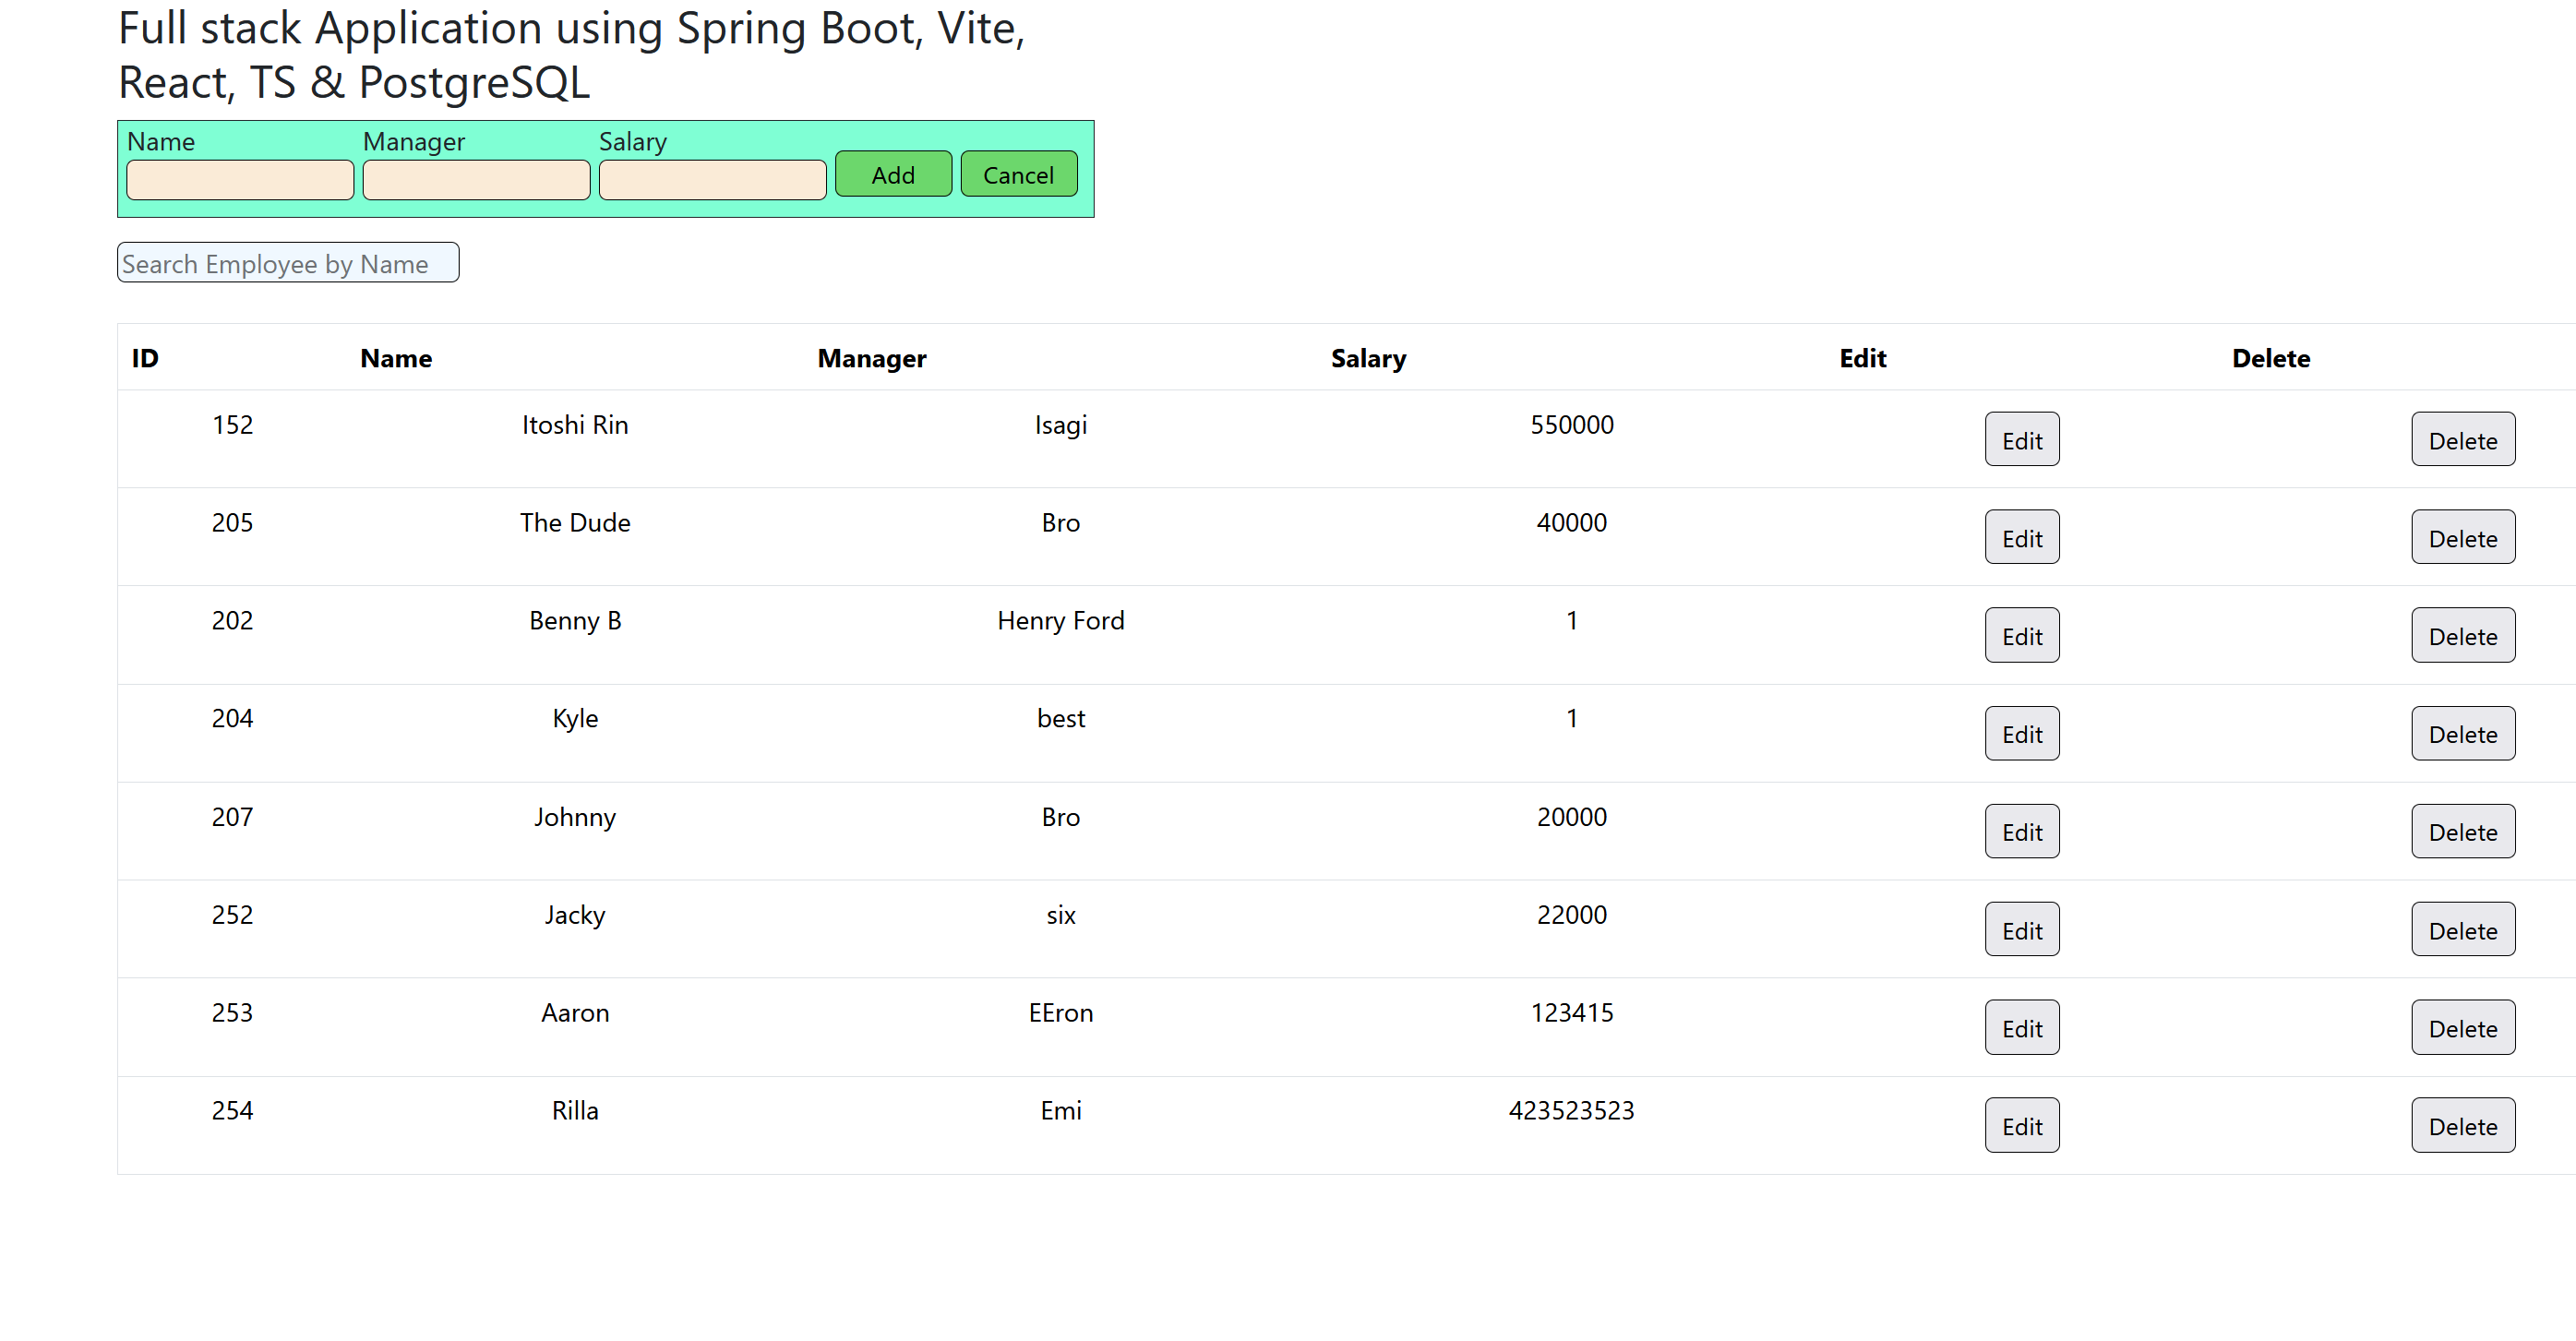 Full stack Application using Spring Boot, Vite,
React, TS & PostgreSQL
Name Manager Salary
Add Cancel
Search Employee by Name
ID Name Manager Salary Edit Delete
152 Itoshi Rin Isagi 550000 Edit Delete
205 The Dude Bro 40000 Edit Delete
202 Benny B Henry Ford 1 Edit Delete
204 Kyle best 1 Edit Delete
207 Johnny Bro 20000 Edit Delete
252 Jacky six 22000 Edit Delete
253 Aaron EEron 123415 Edit Delete
254 Rilla Emi 423523523 Edit Delete